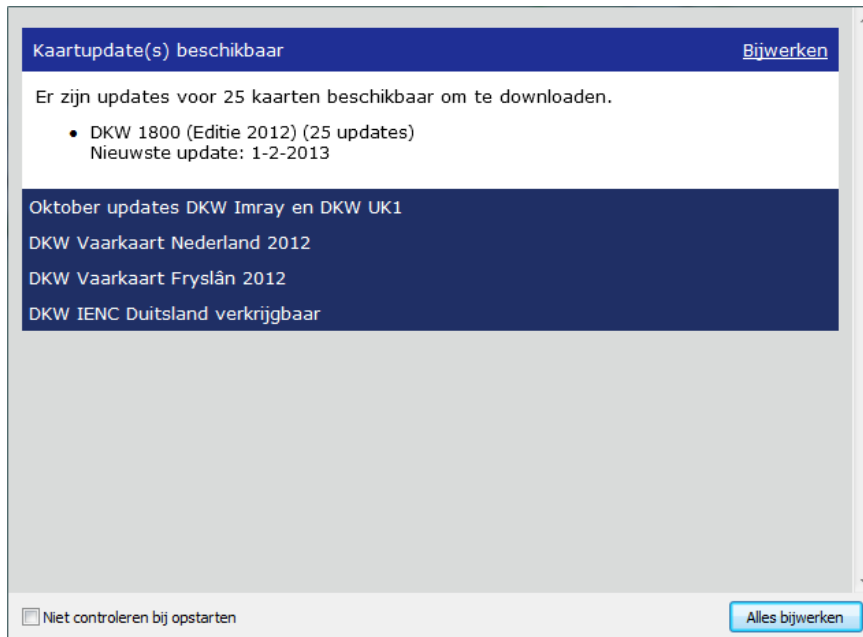 Kaartupdate(s) beschikbaar Bijwerken
Er zijn updates voor 25 kaarten beschikbaar om te downloaden.
• DKW 1800 (Editie 2012) (25 updates)
Nieuwste update: 1-2-2013
Oktober updates DKW Imray en DKW UK1
DKW Vaarkaart Nederland 2012
DKW Vaarkaart Fryslân 2012
DKW IENC Duitsland verkrijgbaar
Niet controleren bij opstarten Alles bijwerken